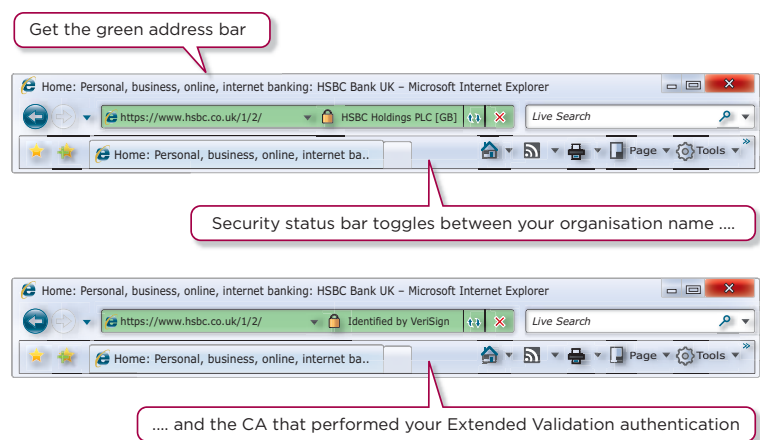 Get the green address bar
Home: Personal, business, online, internet banking: HSBC Bank UK – Microsoft Internet Explorer
https://www.hsbc.co.uk/1/2/ HSBC Holdings PLC [GB] Live Search
Home: Personal, business, online, internet ba.. Page Tools »
Security status bar toggles between your organisation name ....
Home: Personal, business, online, internet banking: HSBC Bank UK – Microsoft Internet Explorer
https://www.hsbc.co.uk/1/2/ Identified by VeriSign Live Search
Home: Personal, business, online, internet ba.. Page Tools »
.... and the CA that performed your Extended Validation authentication